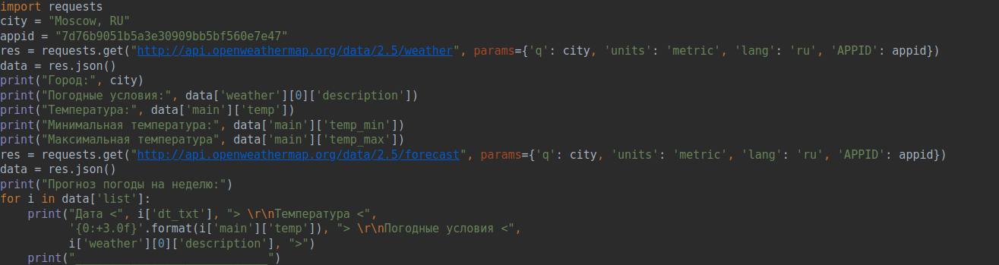 import requests
city = "Moscow, RU"
appid = "7d76b9051b5a3e30909bb5bf560e7e47"
res = requests.get("http://api.openweathermap.org/data/2.5/weather", params={'q': city, 'units': 'metric', 'lang': 'ru', 'APPID': appid})
data = res.json()
print("Город:", city)
print("Погодные условия:", data['weather'][0]['description'])
print("Температура:", data['main']['temp'])
print("Минимальная температура:", data['main']['temp_min'])
print("Максимальная температура", data['main']['temp_max'])
res = requests.get("http://api.openweathermap.org/data/2.5/forecast", params={'q': city, 'units': 'metric', 'lang': 'ru', 'APPID': appid})
data = res.json()
print("Прогноз погоды на неделю:")
for i in data['list']:
    print("Дата <", i['dt_txt'], "> \r\nТемпература <",
          '{0:+3.0f}'.format(i['main']['temp']), "> \r\nПогодные условия <",
          i['weather'][0]['description'], ">")
    print("____________________________")